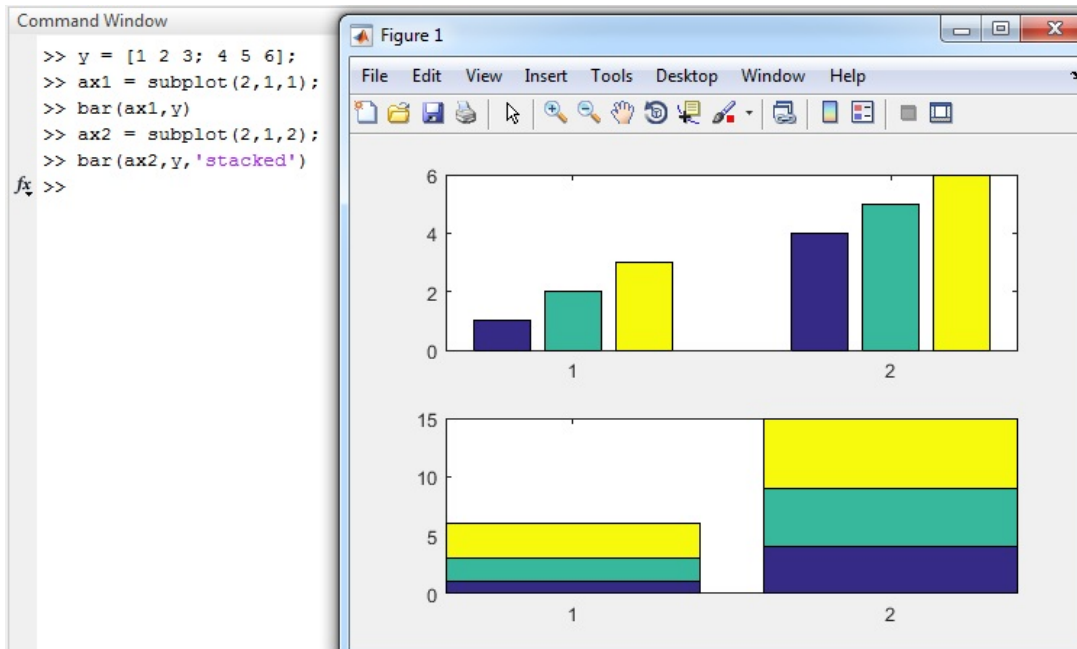 Command Window
>> y = [1 2 3; 4 5 6];
>> ax1 = subplot(2,1,1);
>> bar(ax1,y)
>> ax2 = subplot(2,1,2);
>> bar(ax2,y,'stacked')
fx >>
Figure 1
File Edit View Insert Tools Desktop Window Help
6
4
2
0
1 2
15
10
5
0
1 2